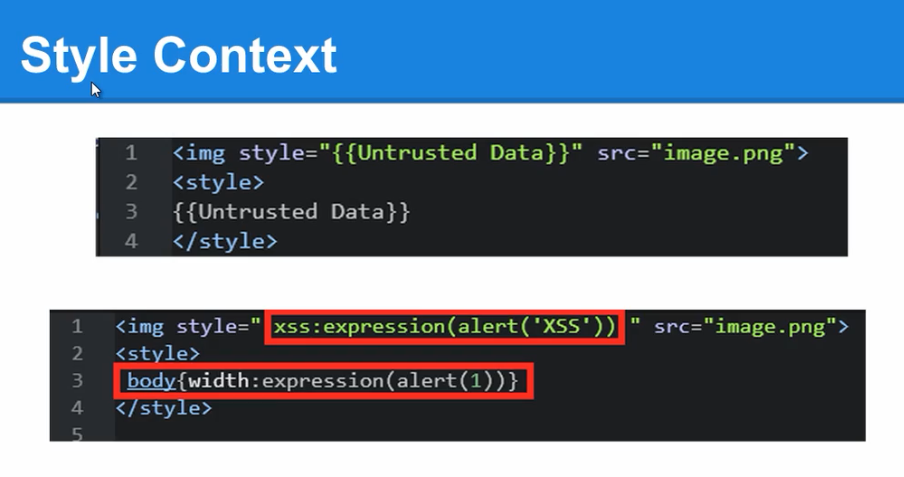 Style Context
1 <img style="{{Untrusted Data}}" src="image.png">
2 <style>
3 {{Untrusted Data}}
4 </style>
1 <img style=" xss:expression(alert('XSS')) " src="image.png">
2 <style>
3 body{width:expression(alert(1))}
4 </style>
5